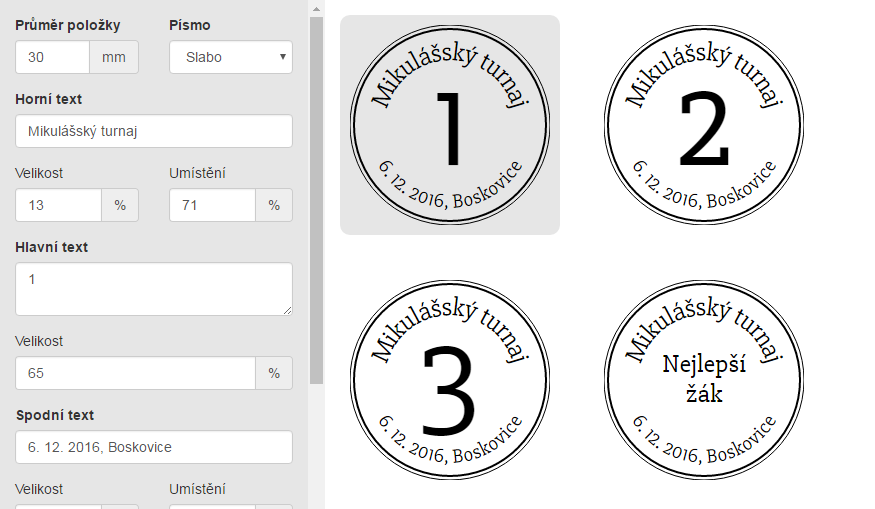 Průměr položky
Písmo
30 mm
Slabo
Horní text
Mikulášský turnaj
Velikost
Umístění
13 %
71 %
Hlavní text
1
Velikost
65 %
Spodní text
6. 12. 2016, Boskovice
Velikost
Umístění
Mikulášský turnaj
1
6. 12. 2016, Boskovice
Mikulášský turnaj
2
6. 12. 2016, Boskovice
Mikulášský turnaj
3
6. 12. 2016, Boskovice
Mikulášský turnaj
Nejlepší
žák
6. 12. 2016, Boskovice